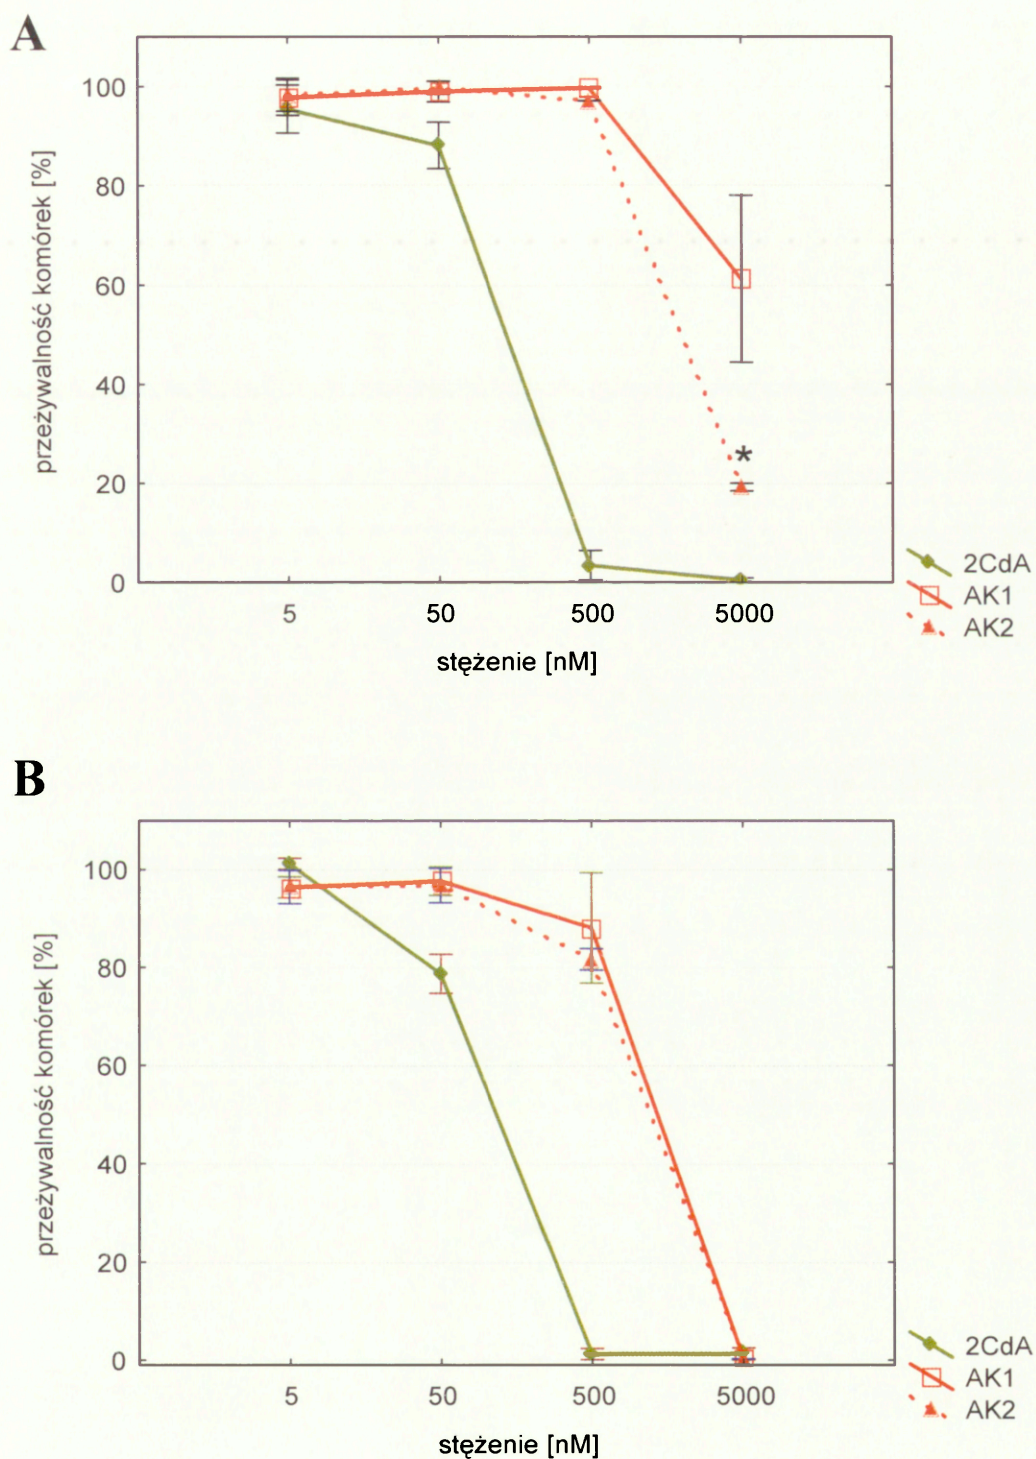 A
100
80
60
40
20
0
przeżywalność komórek [%]
*
5 50 500 5000
stężenie [nM]
2CdA
AK1
AK2
B
100
80
60
40
20
0
przeżywalność komórek [%]
5 50 500 5000
stężenie [nM]
2CdA
AK1
AK2